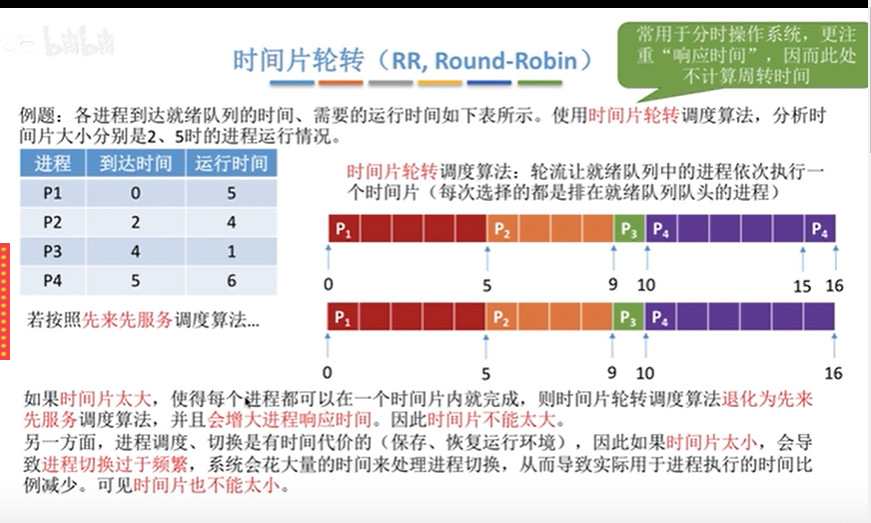 bilibili
时间片轮转（RR, Round-Robin）
常用于分时操作系统，更注
重“响应时间”，因而此处
不计算周转时间
例题：各进程到达就绪队列的时间、需要的运行时间如下表所示。使用时间片轮转调度算法，分析时
间片大小分别是2、5时的进程运行情况。
进程 到达时间 运行时间
P1 0 5
P2 2 4
P3 4 1
P4 5 6
时间片轮转调度算法：轮流让就绪队列中的进程依次执行一
个时间片（每次选择的都是排在就绪队列队头的进程）
P1 P2 P3 P4 P4
0 5 9 10 15 16
若按照先来先服务调度算法...
P1 P2 P3 P4
0 5 9 10 16
如果时间片太大，使得每个进程都可以在一个时间片内就完成，则时间片轮转调度算法退化为先来
先服务调度算法，并且会增大进程响应时间。因此时间片不能太大。
另一方面，进程调度、切换是有时间代价的（保存、恢复运行环境），因此如果时间片太小，会导
致进程切换过于频繁，系统会花大量的时间来处理进程切换，从而导致实际用于进程执行的时间比
例减少。可见时间片也不能太小。